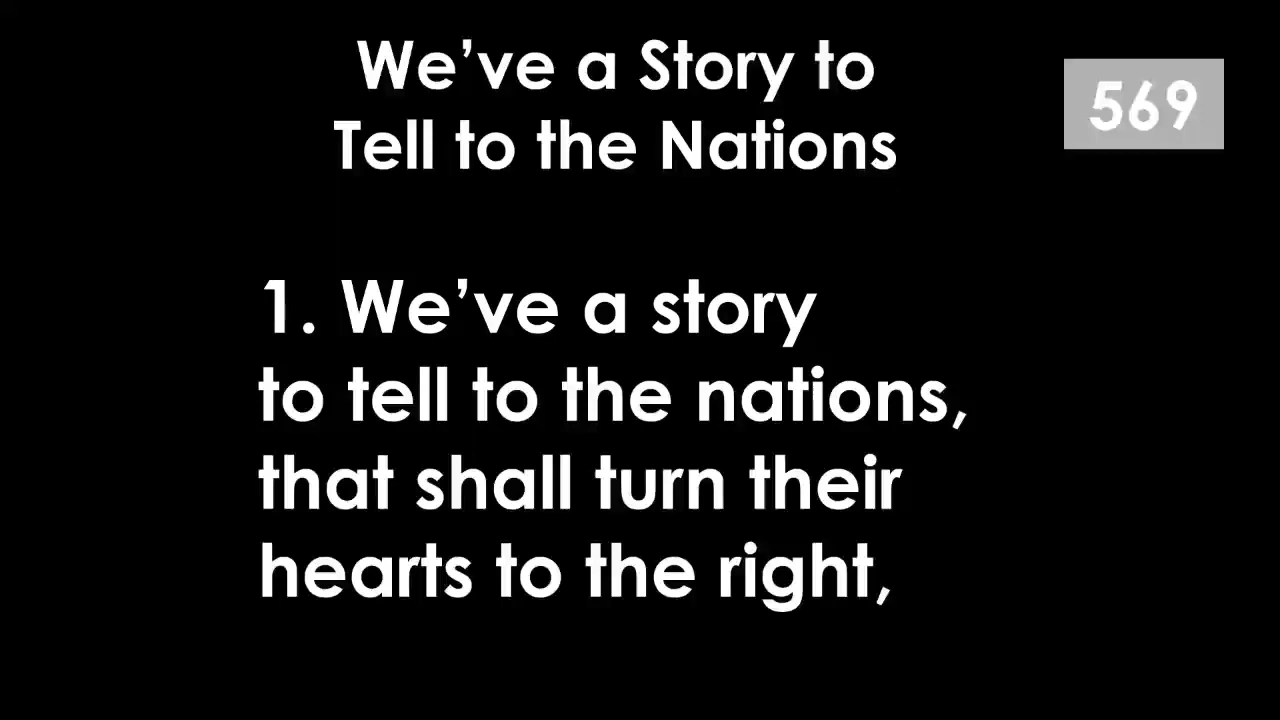 We’ve a Story to
Tell to the Nations
569
1. We’ve a story
to tell to the nations,
that shall turn their
hearts to the right,